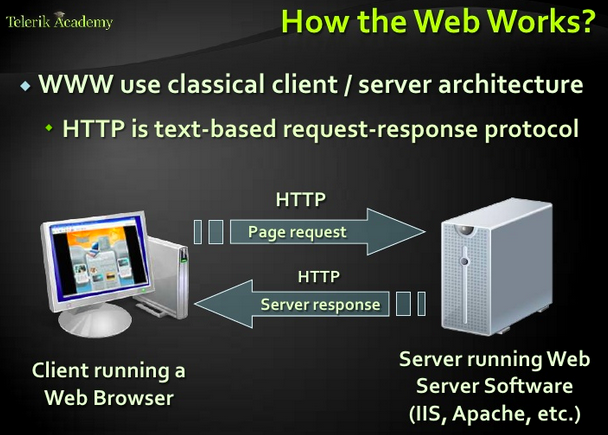 Telerik Academy
How the Web Works?
WWW use classical client / server architecture
HTTP is text-based request-response protocol
HTTP
Page request
HTTP
Server response
Client running a
Web Browser
Server running Web
Server Software
(IIS, Apache, etc.)